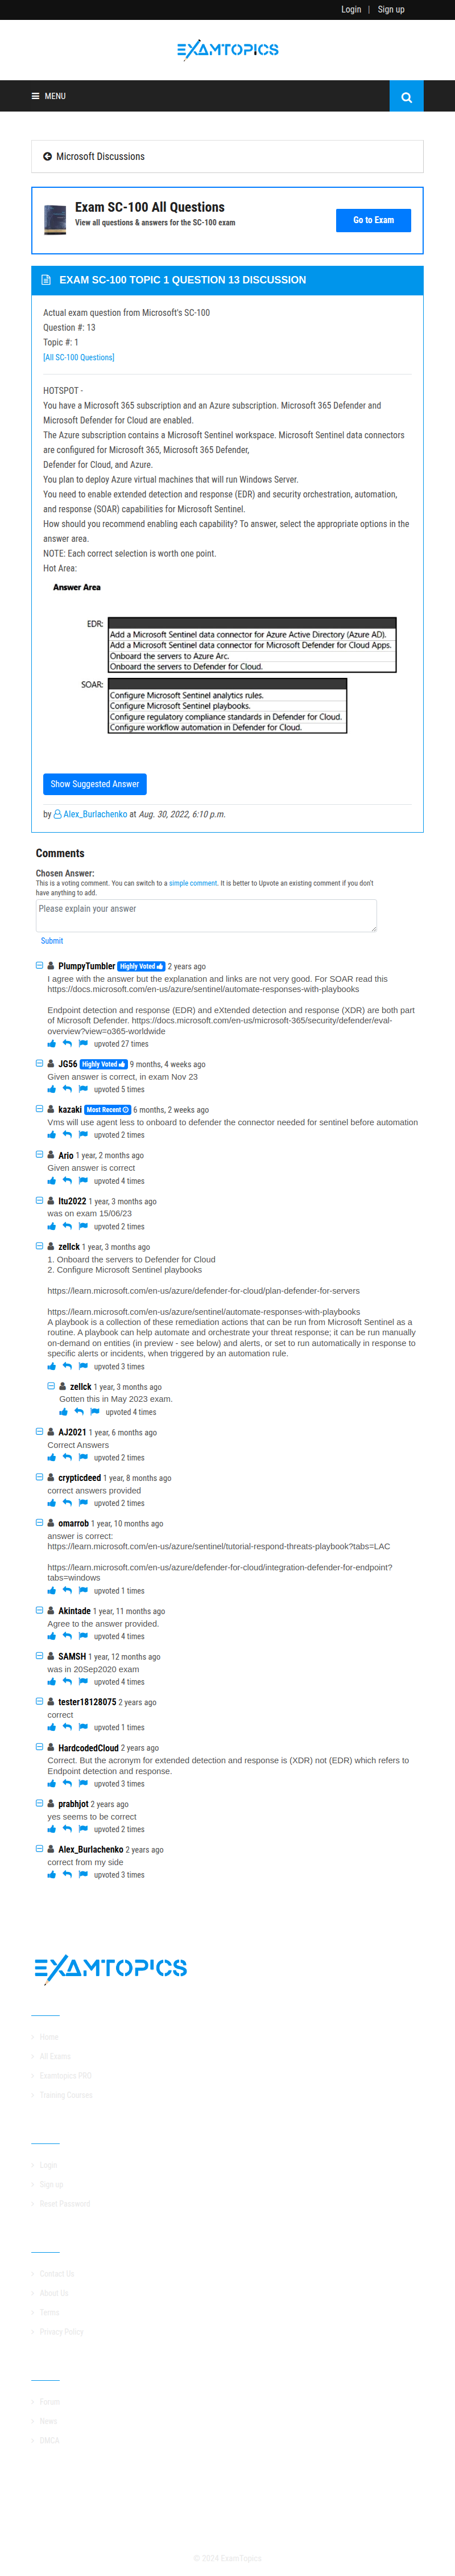 Login | Sign up
EXAMTOPICS
MENU
Microsoft Discussions
Exam SC-100 All Questions
View all questions & answers for the SC-100 exam
Go to Exam
EXAM SC-100 TOPIC 1 QUESTION 13 DISCUSSION
Actual exam question from Microsoft's SC-100
Question #: 13
Topic #: 1
[All SC-100 Questions]
HOTSPOT -
You have a Microsoft 365 subscription and an Azure subscription. Microsoft 365 Defender and
Microsoft Defender for Cloud are enabled.
The Azure subscription contains a Microsoft Sentinel workspace. Microsoft Sentinel data connectors
are configured for Microsoft 365, Microsoft 365 Defender,
Defender for Cloud, and Azure.
You plan to deploy Azure virtual machines that will run Windows Server.
You need to enable extended detection and response (EDR) and security orchestration, automation,
and response (SOAR) capabilities for Microsoft Sentinel.
How should you recommend enabling each capability? To answer, select the appropriate options in the
answer area.
NOTE: Each correct selection is worth one point.
Hot Area:
Answer Area
EDR:
Add a Microsoft Sentinel data connector for Azure Active Directory (Azure AD).
Add a Microsoft Sentinel data connector for Microsoft Defender for Cloud Apps.
Onboard the servers to Azure Arc.
Onboard the servers to Defender for Cloud.
SOAR:
Configure Microsoft Sentinel analytics rules.
Configure Microsoft Sentinel playbooks.
Configure regulatory compliance standards in Defender for Cloud.
Configure workflow automation in Defender for Cloud.
Show Suggested Answer
by Alex_Burlachenko at Aug. 30, 2022, 6:10 p.m.
Comments
Chosen Answer:
This is a voting comment. You can switch to a simple comment. It is better to Upvote an existing comment if you don't
have anything to add.
Please explain your answer
Submit
PlumpyTumbler Highly Voted 2 years ago
I agree with the answer but the explanation and links are not very good. For SOAR read this
https://docs.microsoft.com/en-us/azure/sentinel/automate-responses-with-playbooks
Endpoint detection and response (EDR) and eXtended detection and response (XDR) are both part
of Microsoft Defender. https://docs.microsoft.com/en-us/microsoft-365/security/defender/eval-
overview?view=o365-worldwide
upvoted 27 times
JG56 Highly Voted 9 months, 4 weeks ago
Given answer is correct, in exam Nov 23
upvoted 5 times
kazaki Most Recent 6 months, 2 weeks ago
Vms will use agent less to onboard to defender the connector needed for sentinel before automation
upvoted 2 times
Ario 1 year, 2 months ago
Given answer is correct
upvoted 4 times
Itu2022 1 year, 3 months ago
was on exam 15/06/23
upvoted 2 times
zellck 1 year, 3 months ago
1. Onboard the servers to Defender for Cloud
2. Configure Microsoft Sentinel playbooks
https://learn.microsoft.com/en-us/azure/defender-for-cloud/plan-defender-for-servers
https://learn.microsoft.com/en-us/azure/sentinel/automate-responses-with-playbooks
A playbook is a collection of these remediation actions that can be run from Microsoft Sentinel as a
routine. A playbook can help automate and orchestrate your threat response; it can be run manually
on-demand on entities (in preview - see below) and alerts, or set to run automatically in response to
specific alerts or incidents, when triggered by an automation rule.
upvoted 3 times
zellck 1 year, 3 months ago
Gotten this in May 2023 exam.
upvoted 4 times
AJ2021 1 year, 6 months ago
Correct Answers
upvoted 2 times
crypticdeed 1 year, 8 months ago
correct answers provided
upvoted 2 times
omarrob 1 year, 10 months ago
answer is correct:
https://learn.microsoft.com/en-us/azure/sentinel/tutorial-respond-threats-playbook?tabs=LAC
https://learn.microsoft.com/en-us/azure/defender-for-cloud/integration-defender-for-endpoint?
tabs=windows
upvoted 1 times
Akintade 1 year, 11 months ago
Agree to the answer provided.
upvoted 4 times
SAMSH 1 year, 12 months ago
was in 20Sep2020 exam
upvoted 4 times
tester18128075 2 years ago
correct
upvoted 1 times
HardcodedCloud 2 years ago
Correct. But the acronym for extended detection and response is (XDR) not (EDR) which refers to
Endpoint detection and response.
upvoted 3 times
prabhjot 2 years ago
yes seems to be correct
upvoted 2 times
Alex_Burlachenko 2 years ago
correct from my side
upvoted 3 times
EXAMTOPICS
Home
All Exams
Examtopics PRO
Training Courses
Login
Sign up
Reset Password
Contact Us
About Us
Terms
Privacy Policy
Forum
News
DMCA
© 2024 ExamTopics